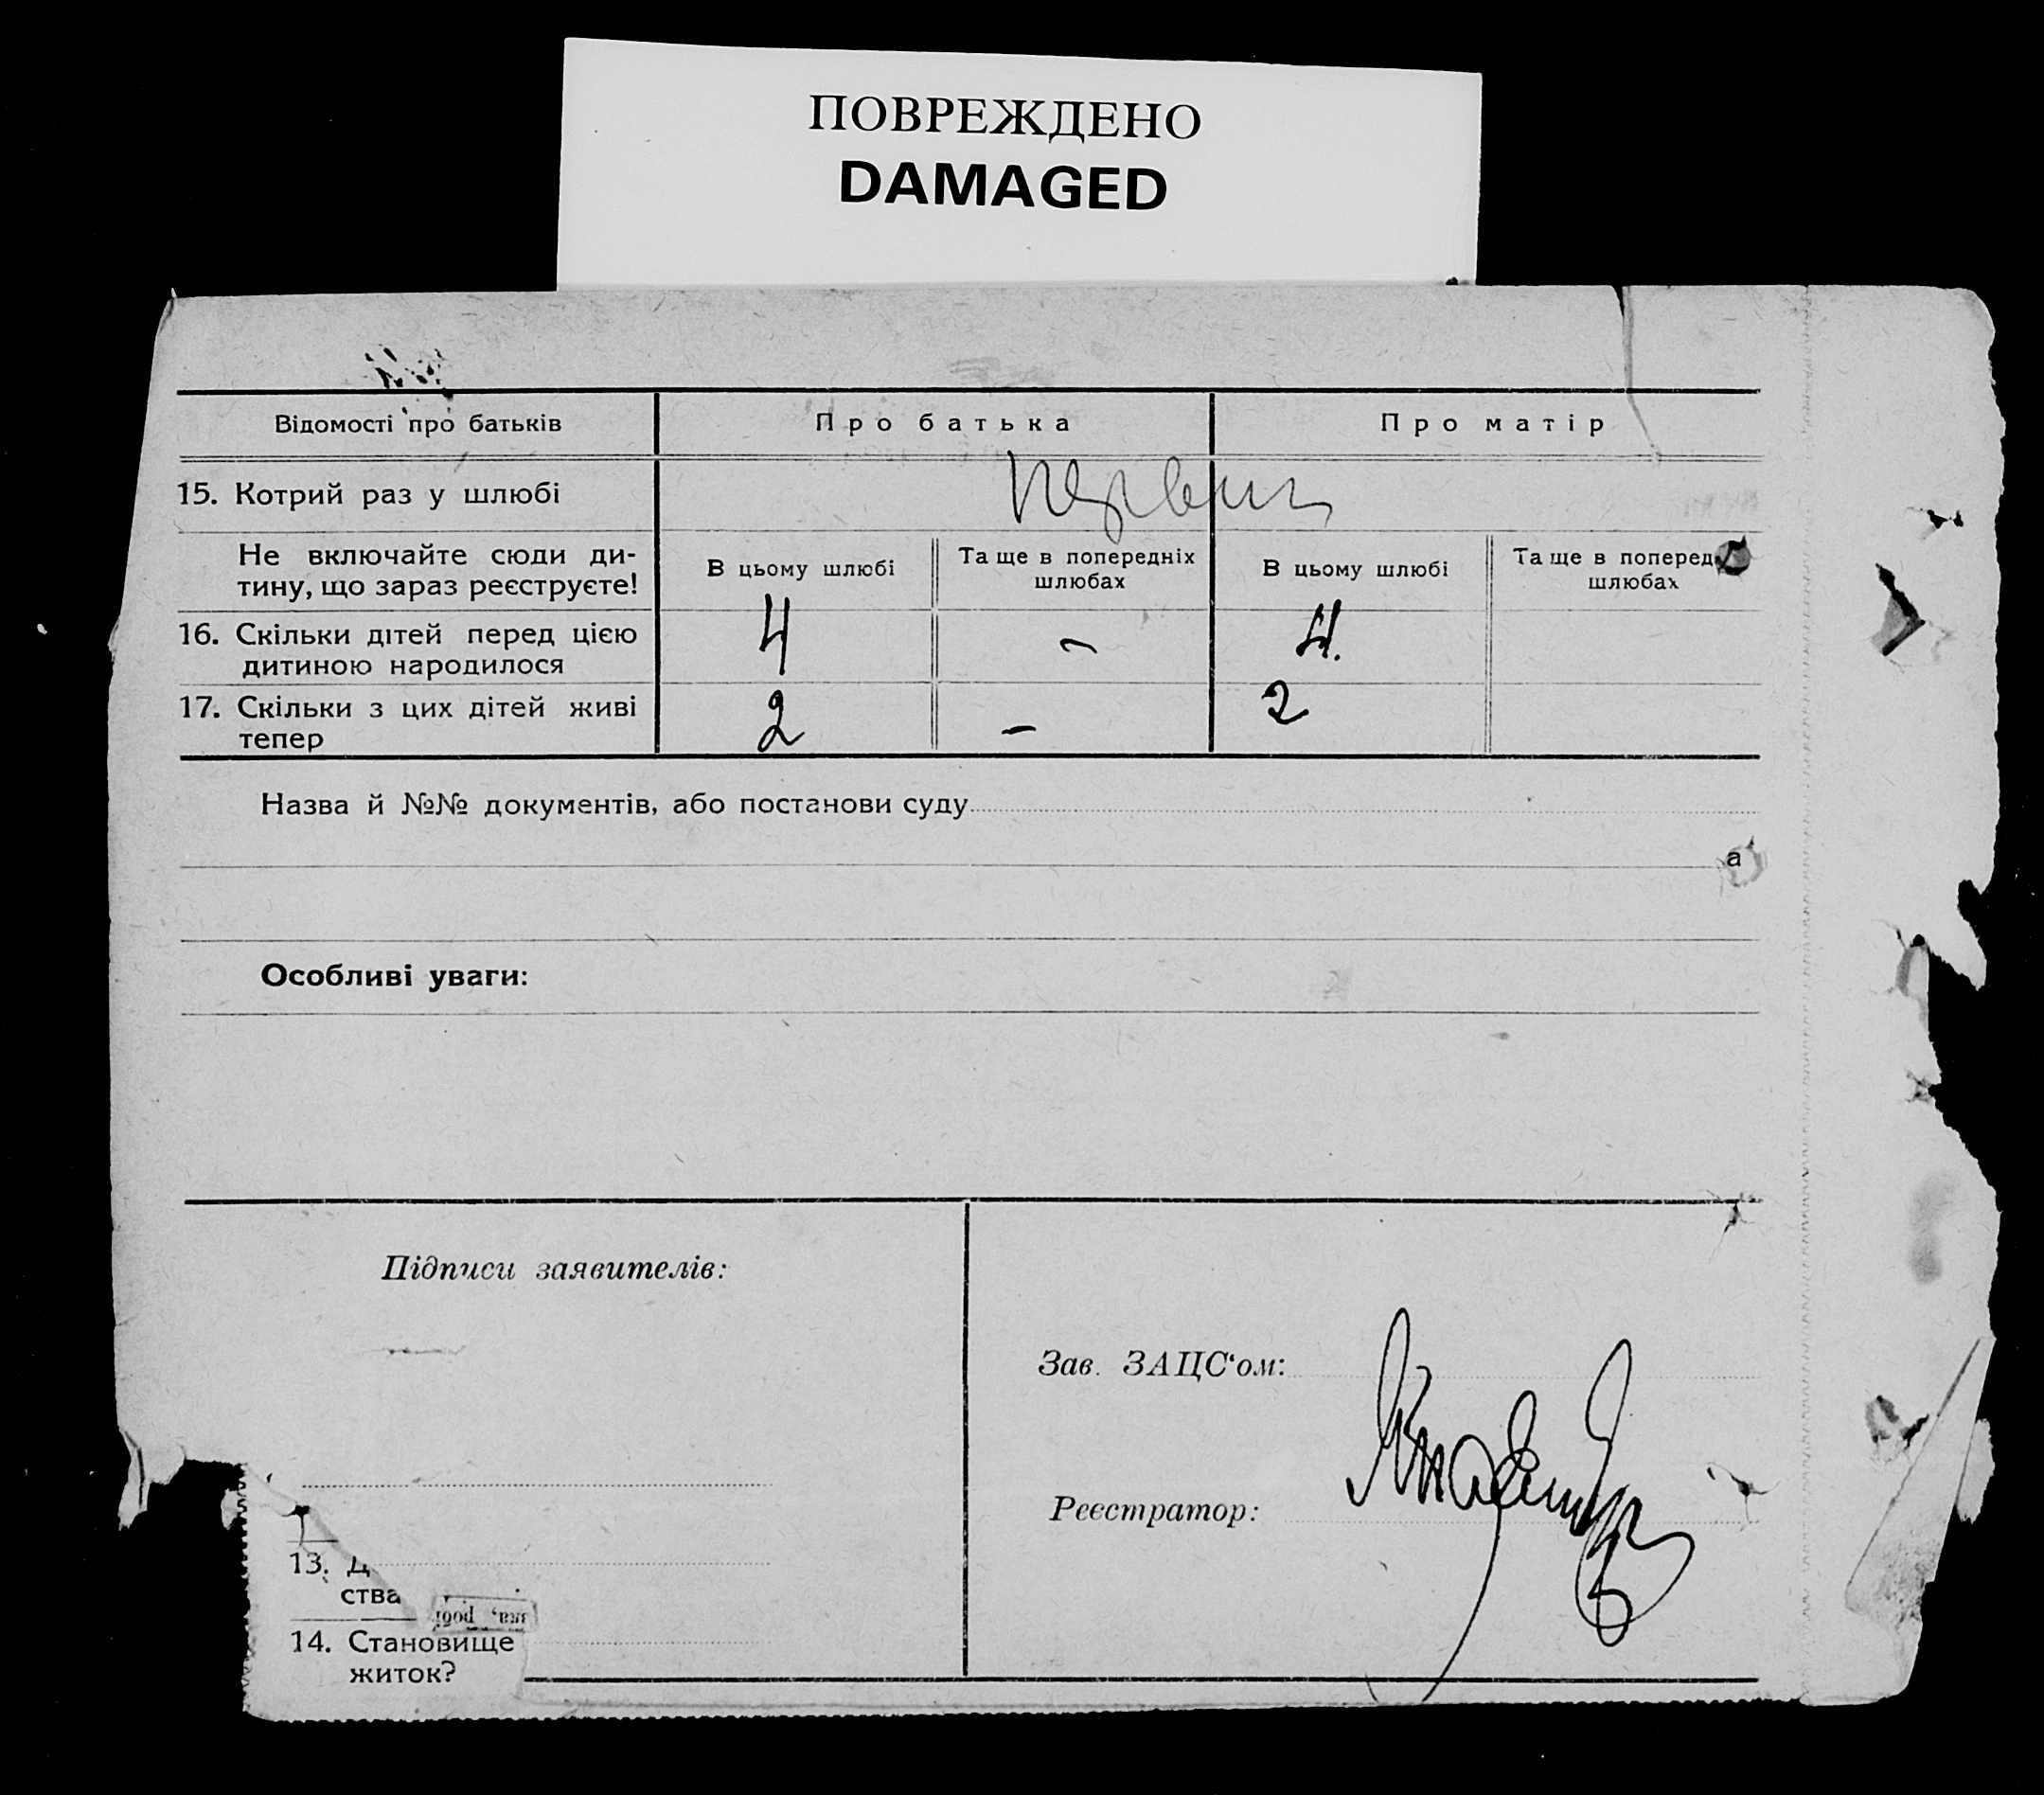 ПОВРЕЖДЕНО
DAMAGED
Відомості про батьків
Про батька
Про матір
15. Котрий раз у шлюбі
Не включайте сюди ди-
тину, що зараз реєструєте!
В цьому шлюбі
Та ще в попередніх
шлюбах
В цьому шлюбі
Та ще в поперед
шлюбах
16. Скільки дітей перед цією
дитиною народилося
4
–
4.
17. Скільки з цих дітей живі
тепер
2
–
2
Назва й №№ документів, або постанови суду
а
Особливі уваги:
Підписи заявителів:
Зав. ЗАЦС‘ом:
Реєстратор:
13. Д
ства
14. Становище
житок?